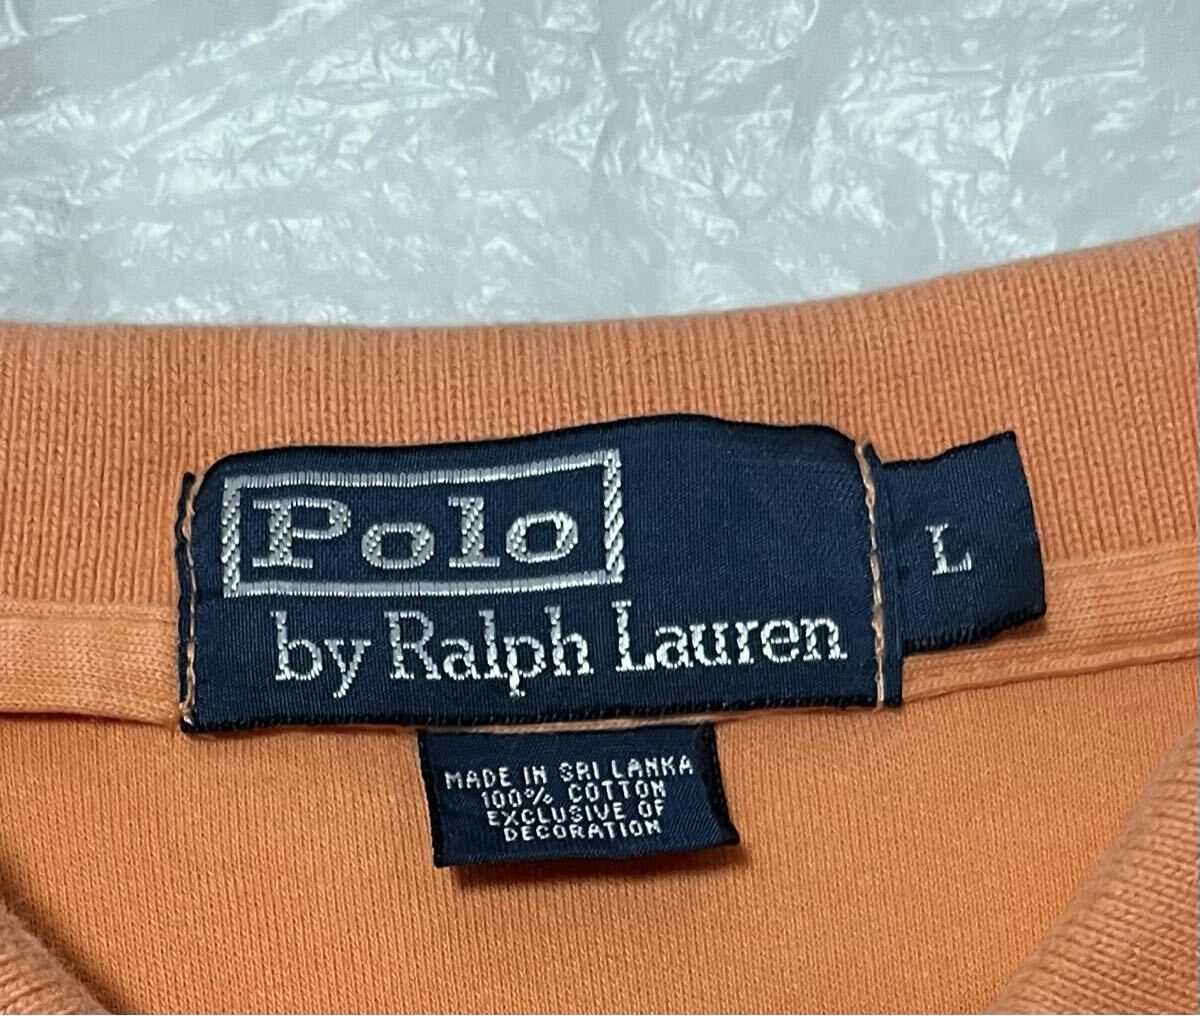 Polo
by Ralph Lauren
L
MADE IN SRI LANKA
100% COTTON
EXCLUSIVE OF
DECORATION